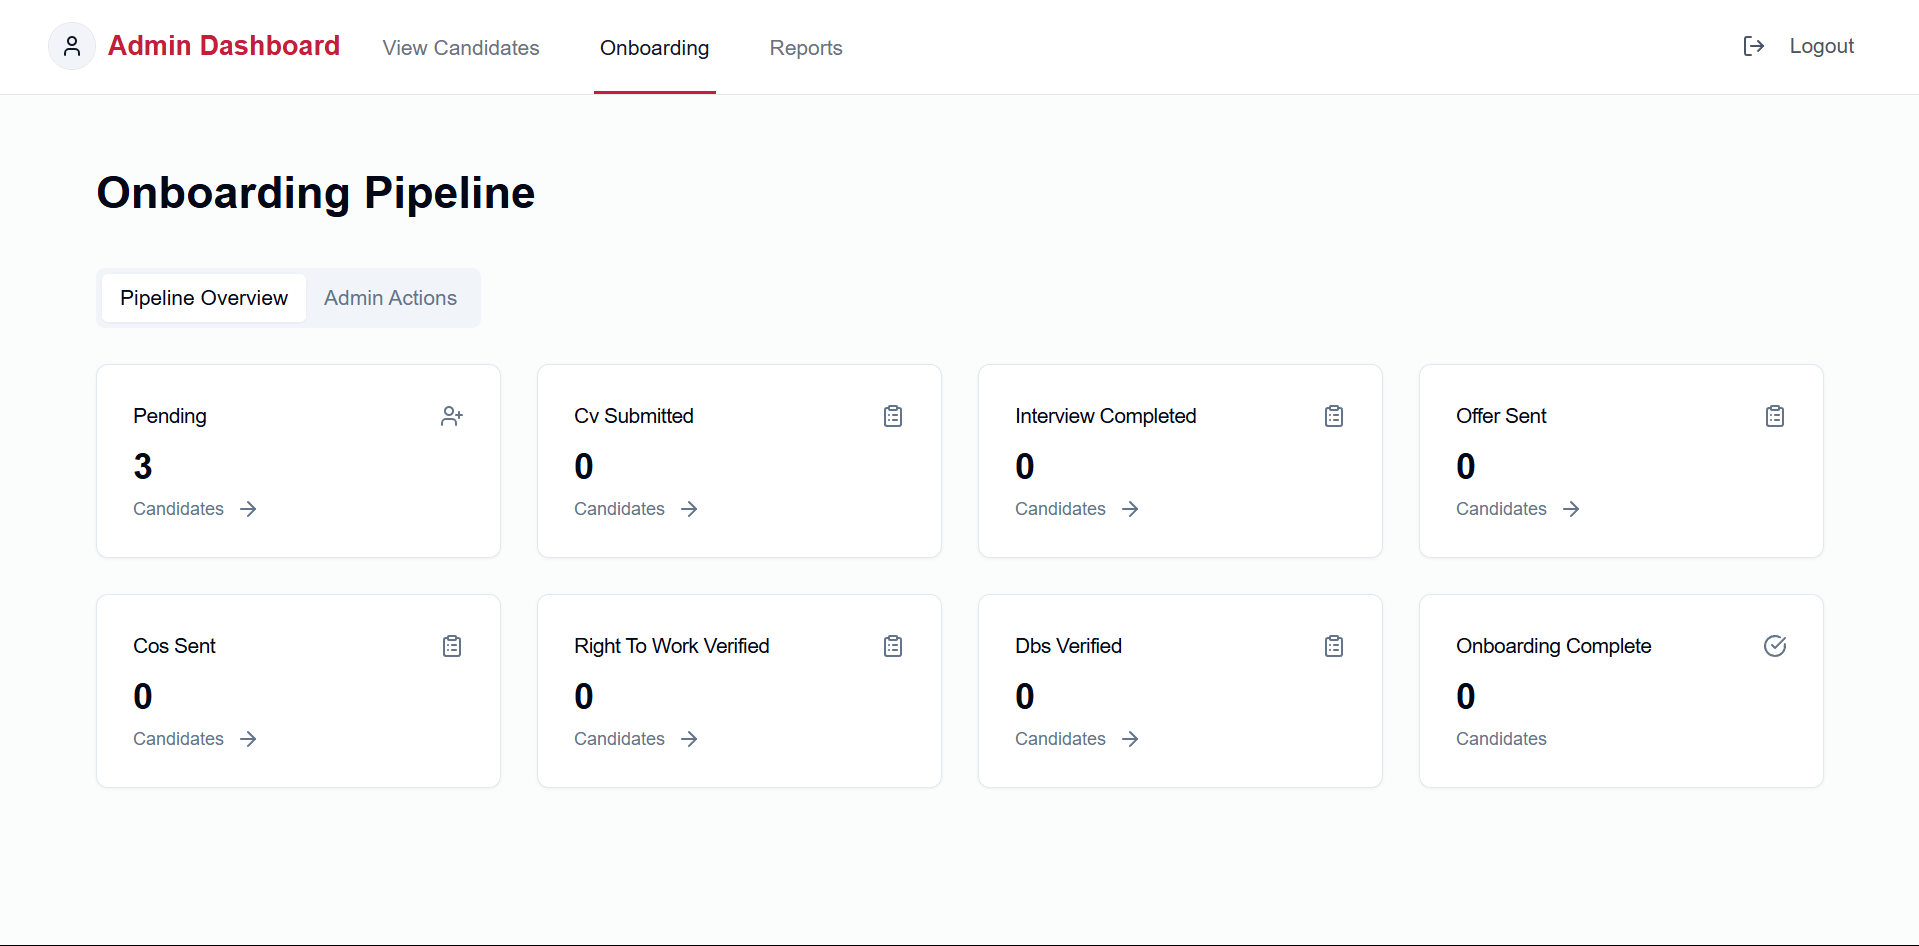 Admin Dashboard View Candidates Onboarding Reports Logout
Onboarding Pipeline
Pipeline Overview Admin Actions
Pending
3
Candidates
Cv Submitted
0
Candidates
Interview Completed
0
Candidates
Offer Sent
0
Candidates
Cos Sent
0
Candidates
Right To Work Verified
0
Candidates
Dbs Verified
0
Candidates
Onboarding Complete
0
Candidates